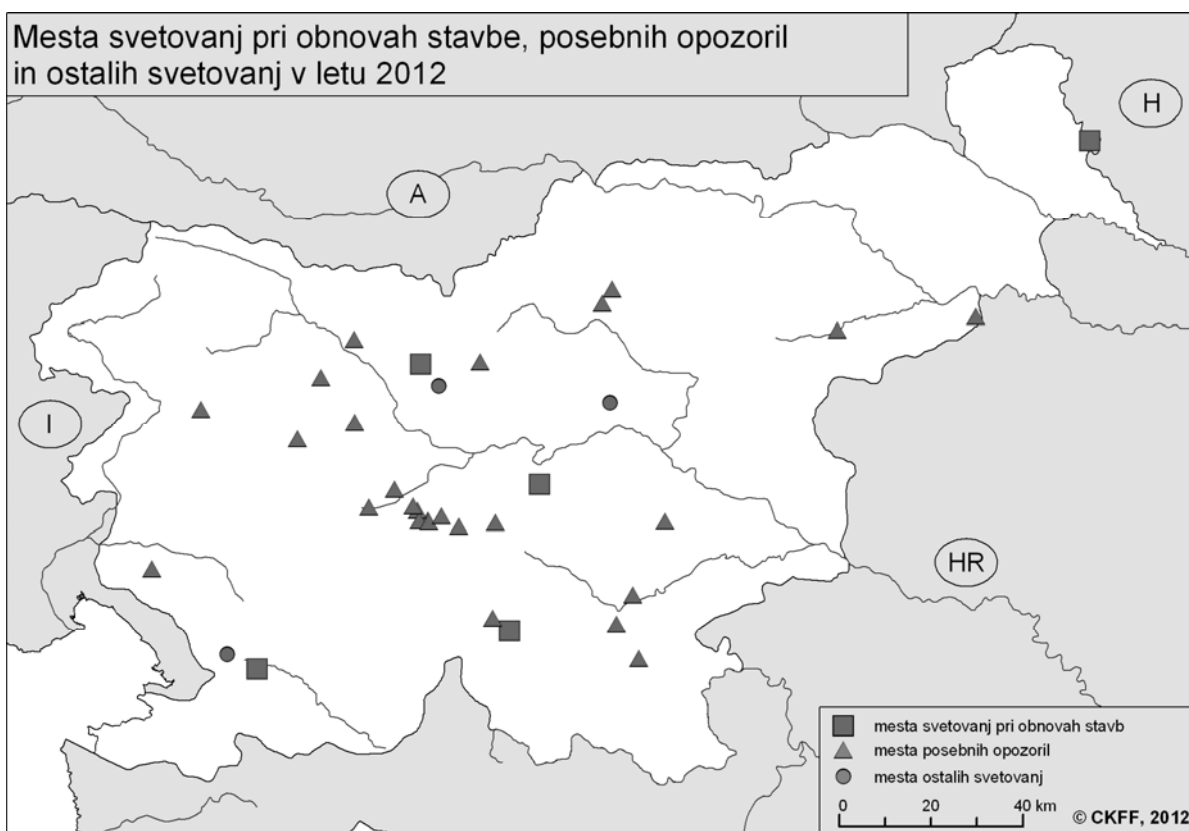 Mesta svetovanj pri obnovah stavbe, posebnih opozoril
in ostalih svetovanj v letu 2012
H
A
I
HR
mesta svetovanj pri obnovah stavb
mesta posebnih opozoril
mesta ostalih svetovanj
0 20 40 km
© CKFF, 2012